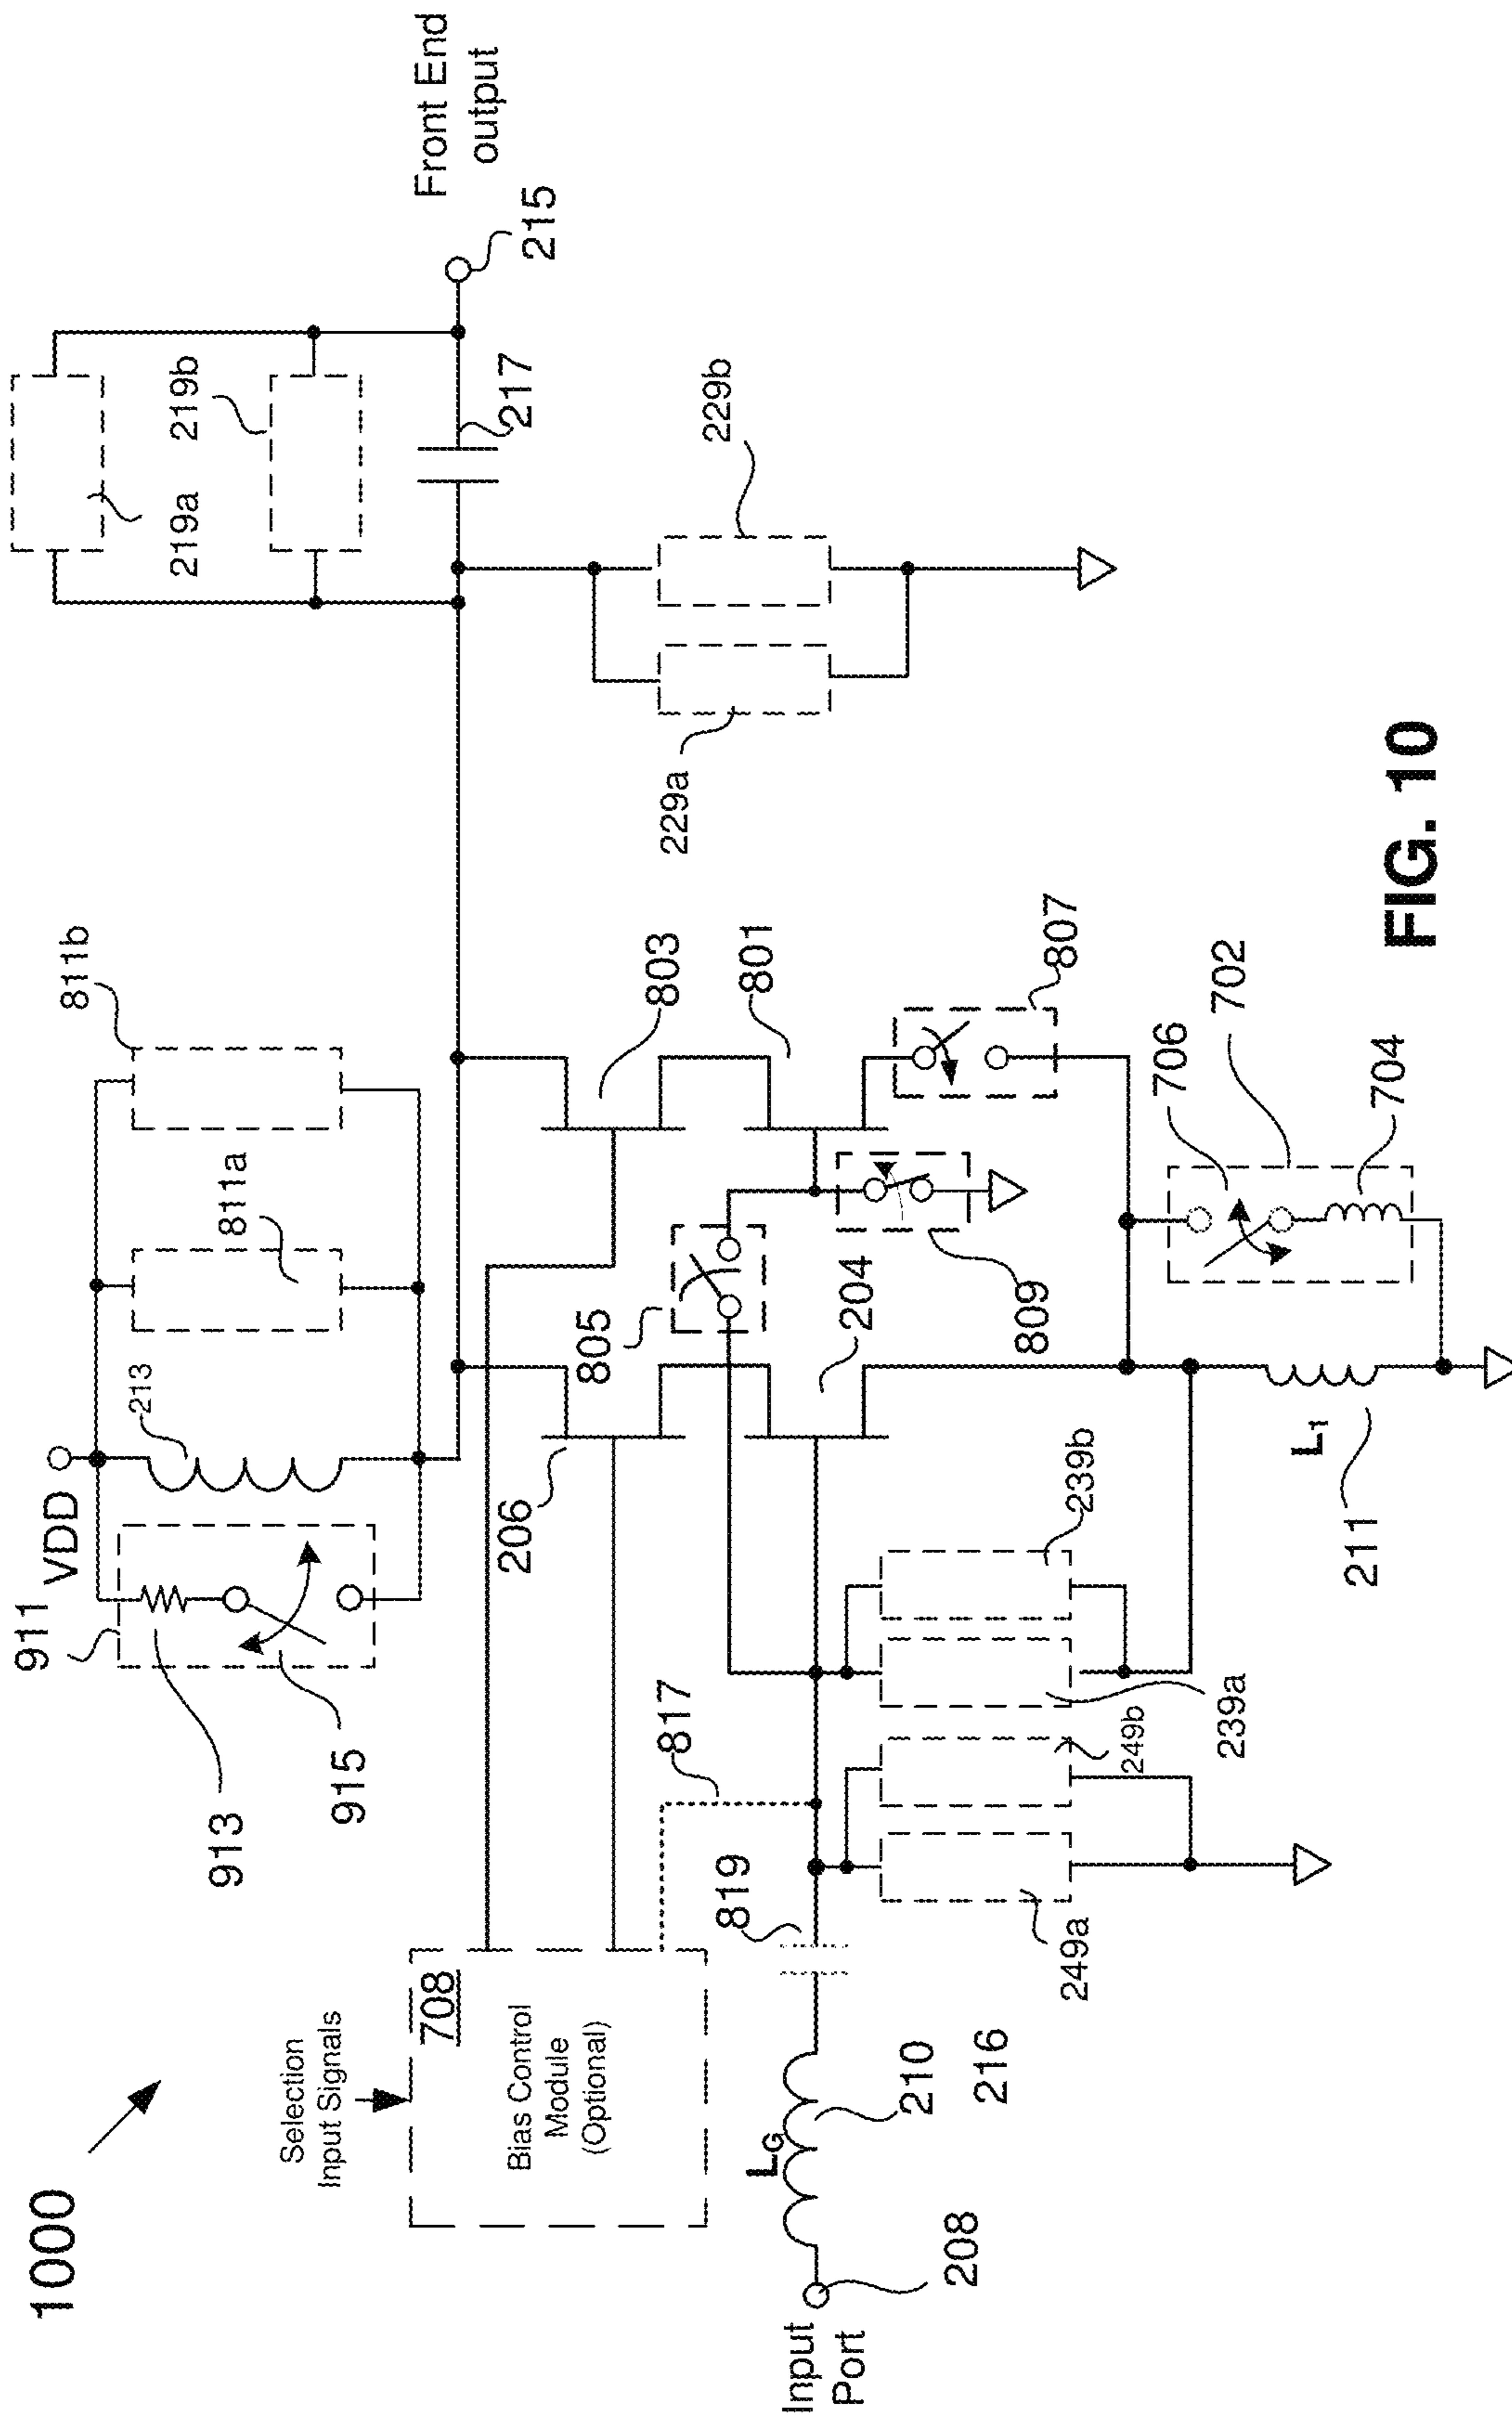 1000
Selection
Input Signals
708
Bias Control
Module
(Optional)
Input
Port
208
L_G
210
216
819
817
249a
249b
239a
239b
911
VDD
913
915
213
811a
811b
206
204
805
809
803
801
807
706
702
704
L_1
211
219a
219b
217
229a
229b
215
Front End
output
FIG. 10